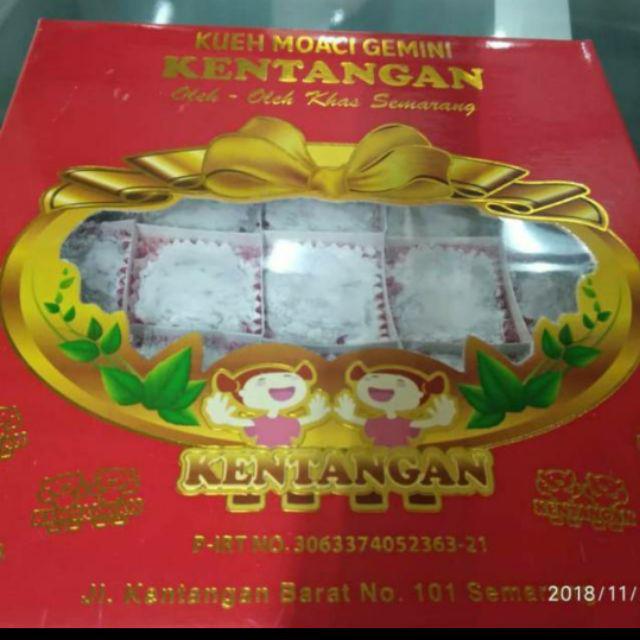 KUEH MOACI GEMINI
KENTANGAN
Oleh - Oleh Khas Semarang
KENTANGAN
P-IRT NO. 3063374052363-21
Jl. Kentangan Barat No. 101 Semarang
2018/11/